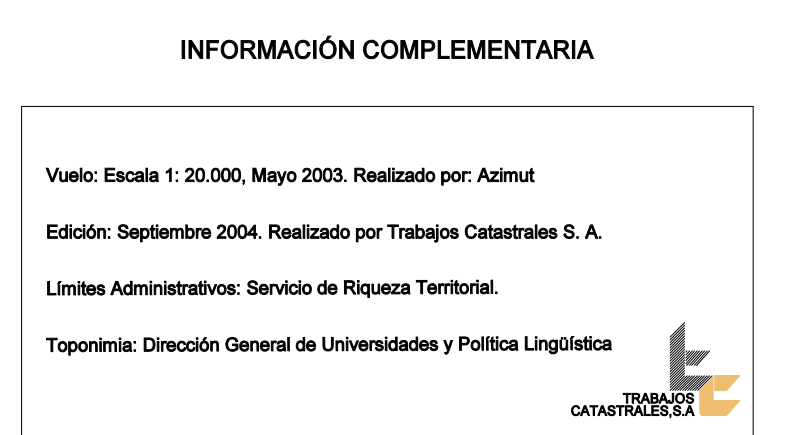 INFORMACIÓN COMPLEMENTARIA
Vuelo: Escala 1: 20.000, Mayo 2003. Realizado por: Azimut
Edición: Septiembre 2004. Realizado por Trabajos Catastrales S. A.
Límites Administrativos: Servicio de Riqueza Territorial.
Toponimia: Dirección General de Universidades y Política Lingüística
TRABAJOS
CATASTRALES,S.A